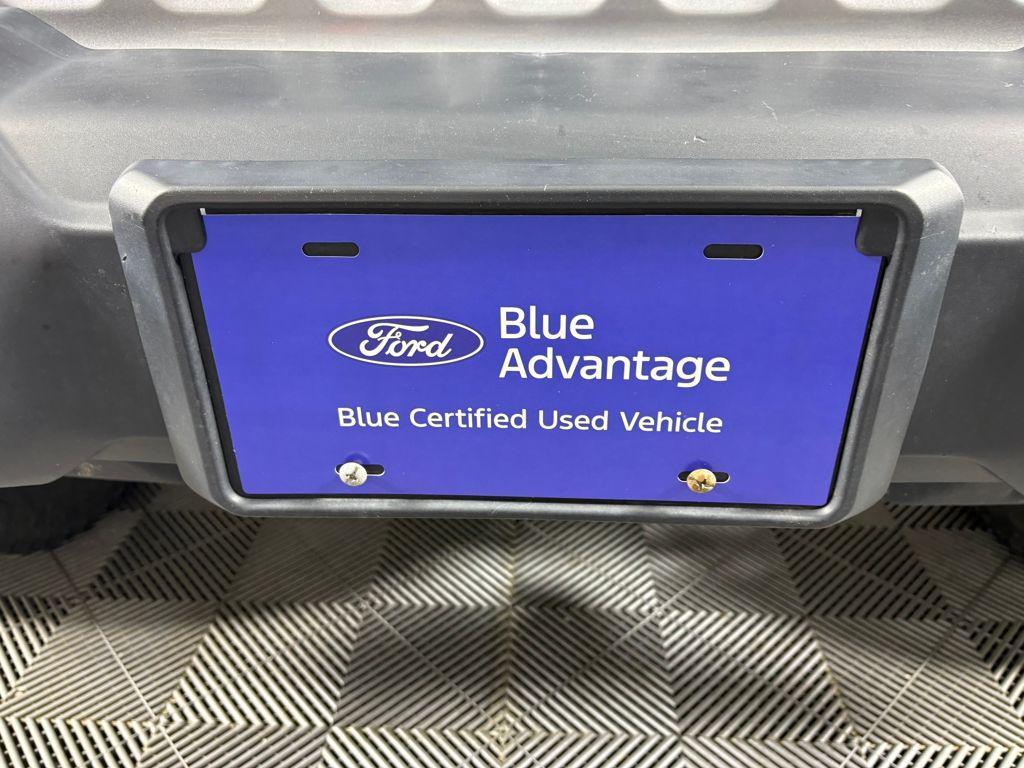 Ford
Blue
Advantage
Blue Certified Used Vehicle